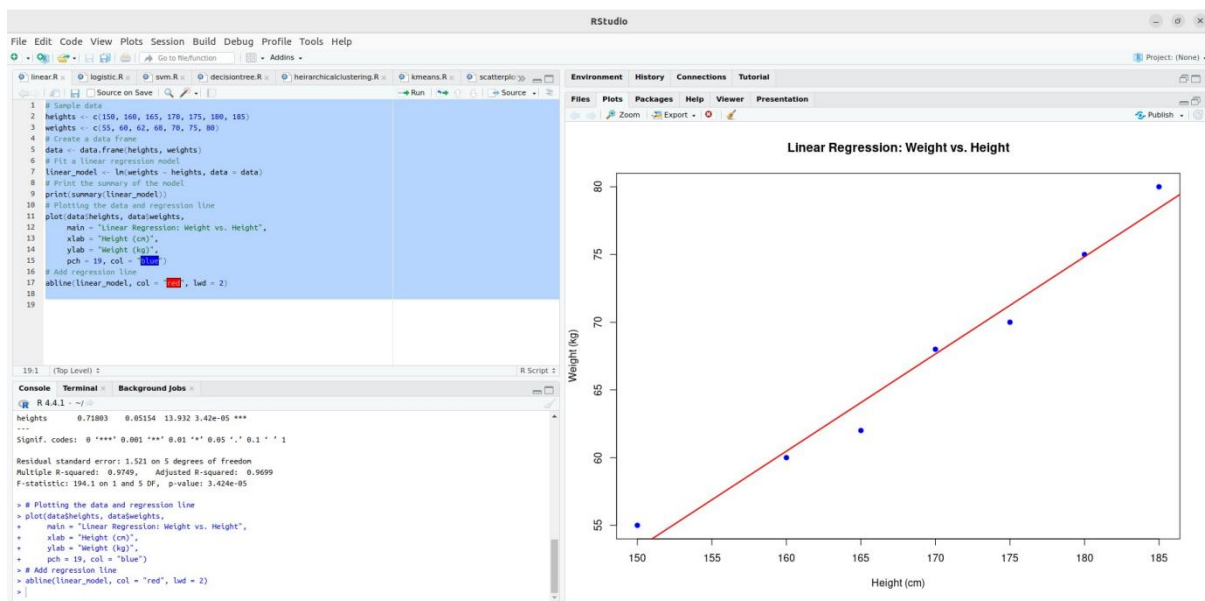 RStudio
File Edit Code View Plots Session Build Debug Profile Tools Help
Go to file/function Addins
Project: (None)
linear.R logistic.R svm.R decisiontree.R heirarchicalclustering.R kmeans.R scatterplo
Source on Save Run Source
1 # Sample data
2 heights <- c(150, 160, 165, 170, 175, 180, 185)
3 weights <- c(55, 60, 62, 68, 70, 75, 80)
4 # Create a data frame
5 data <- data.frame(heights, weights)
6 # Fit a linear regression model
7 linear_model <- lm(weights ~ heights, data = data)
8 # Print the summary of the model
9 print(summary(linear_model))
10 # Plotting the data and regression line
11 plot(data$heights, data$weights,
12 main = "Linear Regression: Weight vs. Height",
13 xlab = "Height (cm)",
14 ylab = "Weight (kg)",
15 pch = 19, col = "blue")
16 # Add regression line
17 abline(linear_model, col = "red", lwd = 2)
18
19
19:1 (Top Level) R Script
Console Terminal Background Jobs
R 4.4.1 · ~/
heights 0.71803 0.05154 13.932 3.42e-05 ***
---
Signif. codes: 0 ‘***’ 0.001 ‘**’ 0.01 ‘*’ 0.05 ‘.’ 0.1 ‘ ’ 1
Residual standard error: 1.521 on 5 degrees of freedom
Multiple R-squared: 0.9749, Adjusted R-squared: 0.9699
F-statistic: 194.1 on 1 and 5 DF, p-value: 3.424e-05
> # Plotting the data and regression line
> plot(data$heights, data$weights,
+ main = "Linear Regression: Weight vs. Height",
+ xlab = "Height (cm)",
+ ylab = "Weight (kg)",
+ pch = 19, col = "blue")
> # Add regression line
> abline(linear_model, col = "red", lwd = 2)
>
Environment History Connections Tutorial
Files Plots Packages Help Viewer Presentation
Zoom Export Publish
Linear Regression: Weight vs. Height
Weight (kg)
80
75
70
65
60
55
150 155 160 165 170 175 180 185
Height (cm)